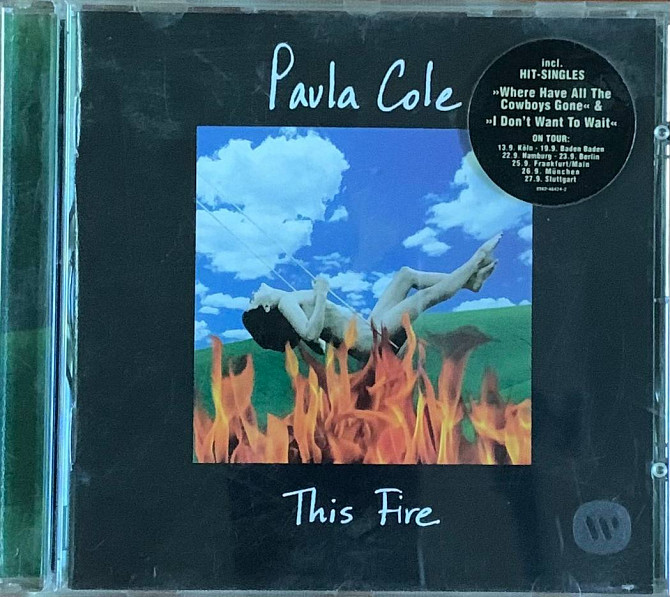 Paula Cole
incl.
HIT-SINGLES
»Where Have All The
Cowboys Gone« &
»I Don't Want To Wait«
ON TOUR:
13.9. Köln - 19.9. Baden Baden
22.9. Hamburg - 23.9. Berlin
25.9. Frankfurt/Main
26.9. München
27.9. Stuttgart
This Fire